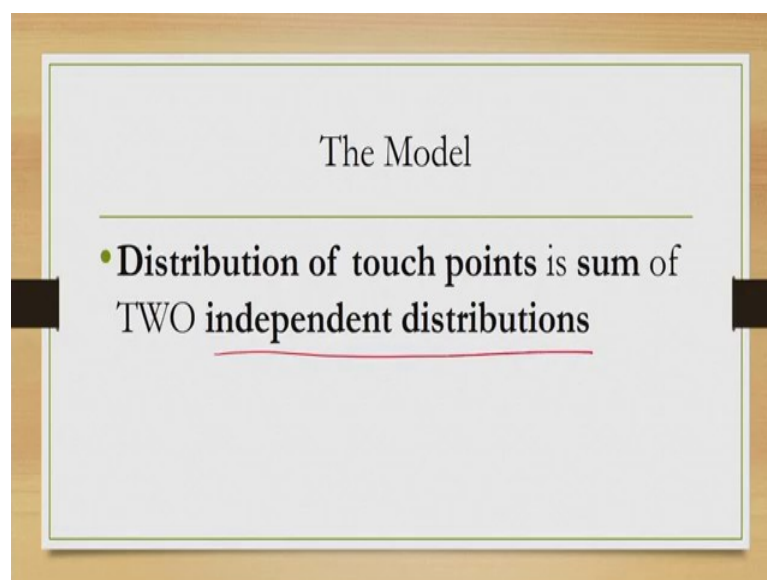 The Model
•Distribution of touch points is sum of
TWO independent distributions